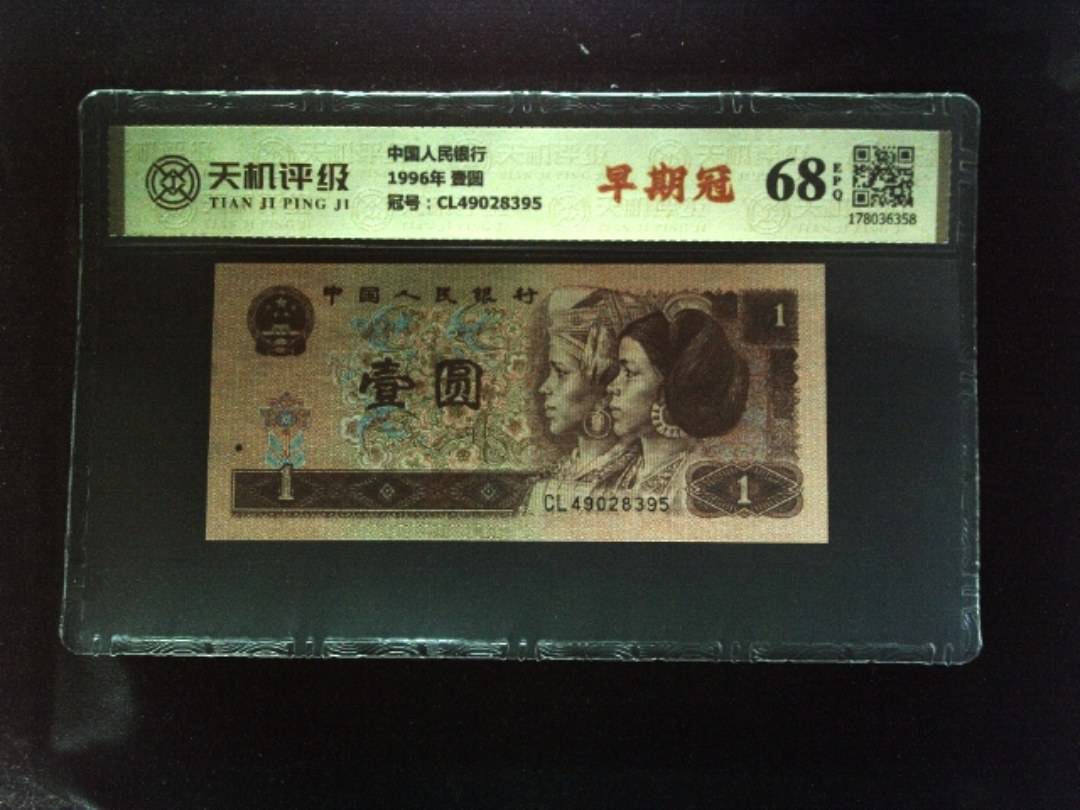 天机评级
TIAN JI PING JI
中国人民银行
1996年 壹圆
冠号：CL49028395
早期冠
68
EPQ
178036358
中国人民银行
1
壹圆
1
CL 49028395
1